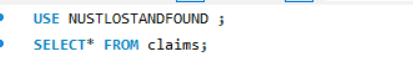 USE NUSTLOSTANDFOUND ;
SELECT* FROM claims;